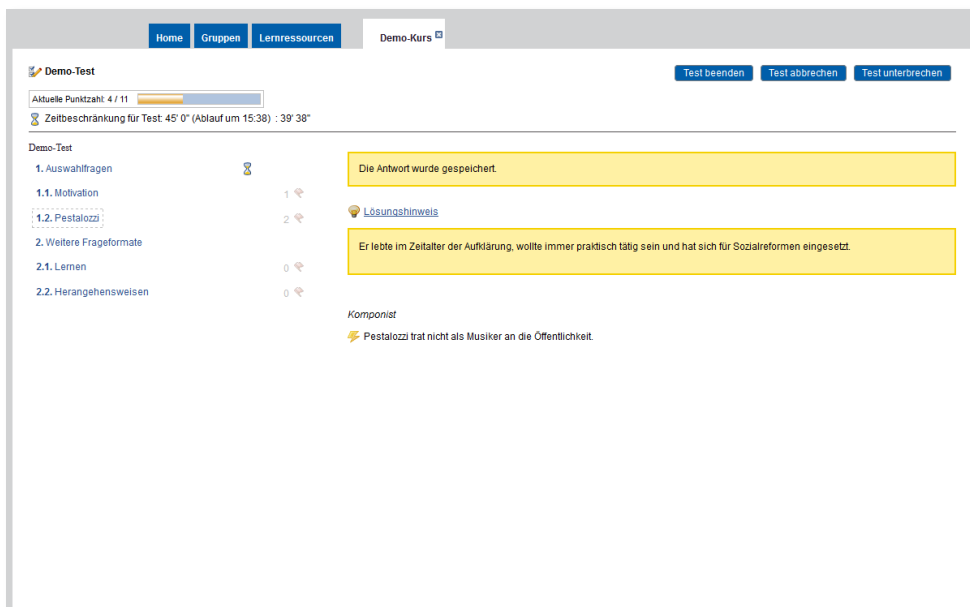 Home Gruppen Lernressourcen Demo-Kurs
Demo-Test
Test beenden Test abbrechen Test unterbrechen
Aktuelle Punktzahl: 4 / 11
Zeitbeschränkung für Test: 45' 0" (Ablauf um 15:38) : 39' 38"
Demo-Test
1. Auswahlfragen
1.1. Motivation 1
1.2. Pestalozzi 2
2. Weitere Frageformate
2.1. Lernen 0
2.2. Herangehensweisen 0
Die Antwort wurde gespeichert.
Lösungshinweis
Er lebte im Zeitalter der Aufklärung, wollte immer praktisch tätig sein und hat sich für Sozialreformen eingesetzt.
Komponist
Pestalozzi trat nicht als Musiker an die Öffentlichkeit.